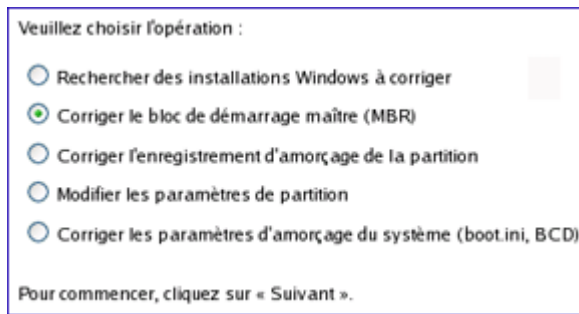 Veuillez choisir l'opération :
Rechercher des installations Windows à corriger
Corriger le bloc de démarrage maître (MBR)
Corriger l'enregistrement d'amorçage de la partition
Modifier les paramètres de partition
Corriger les paramètres d'amorçage du système (boot.ini, BCD)
Pour commencer, cliquez sur « Suivant ».